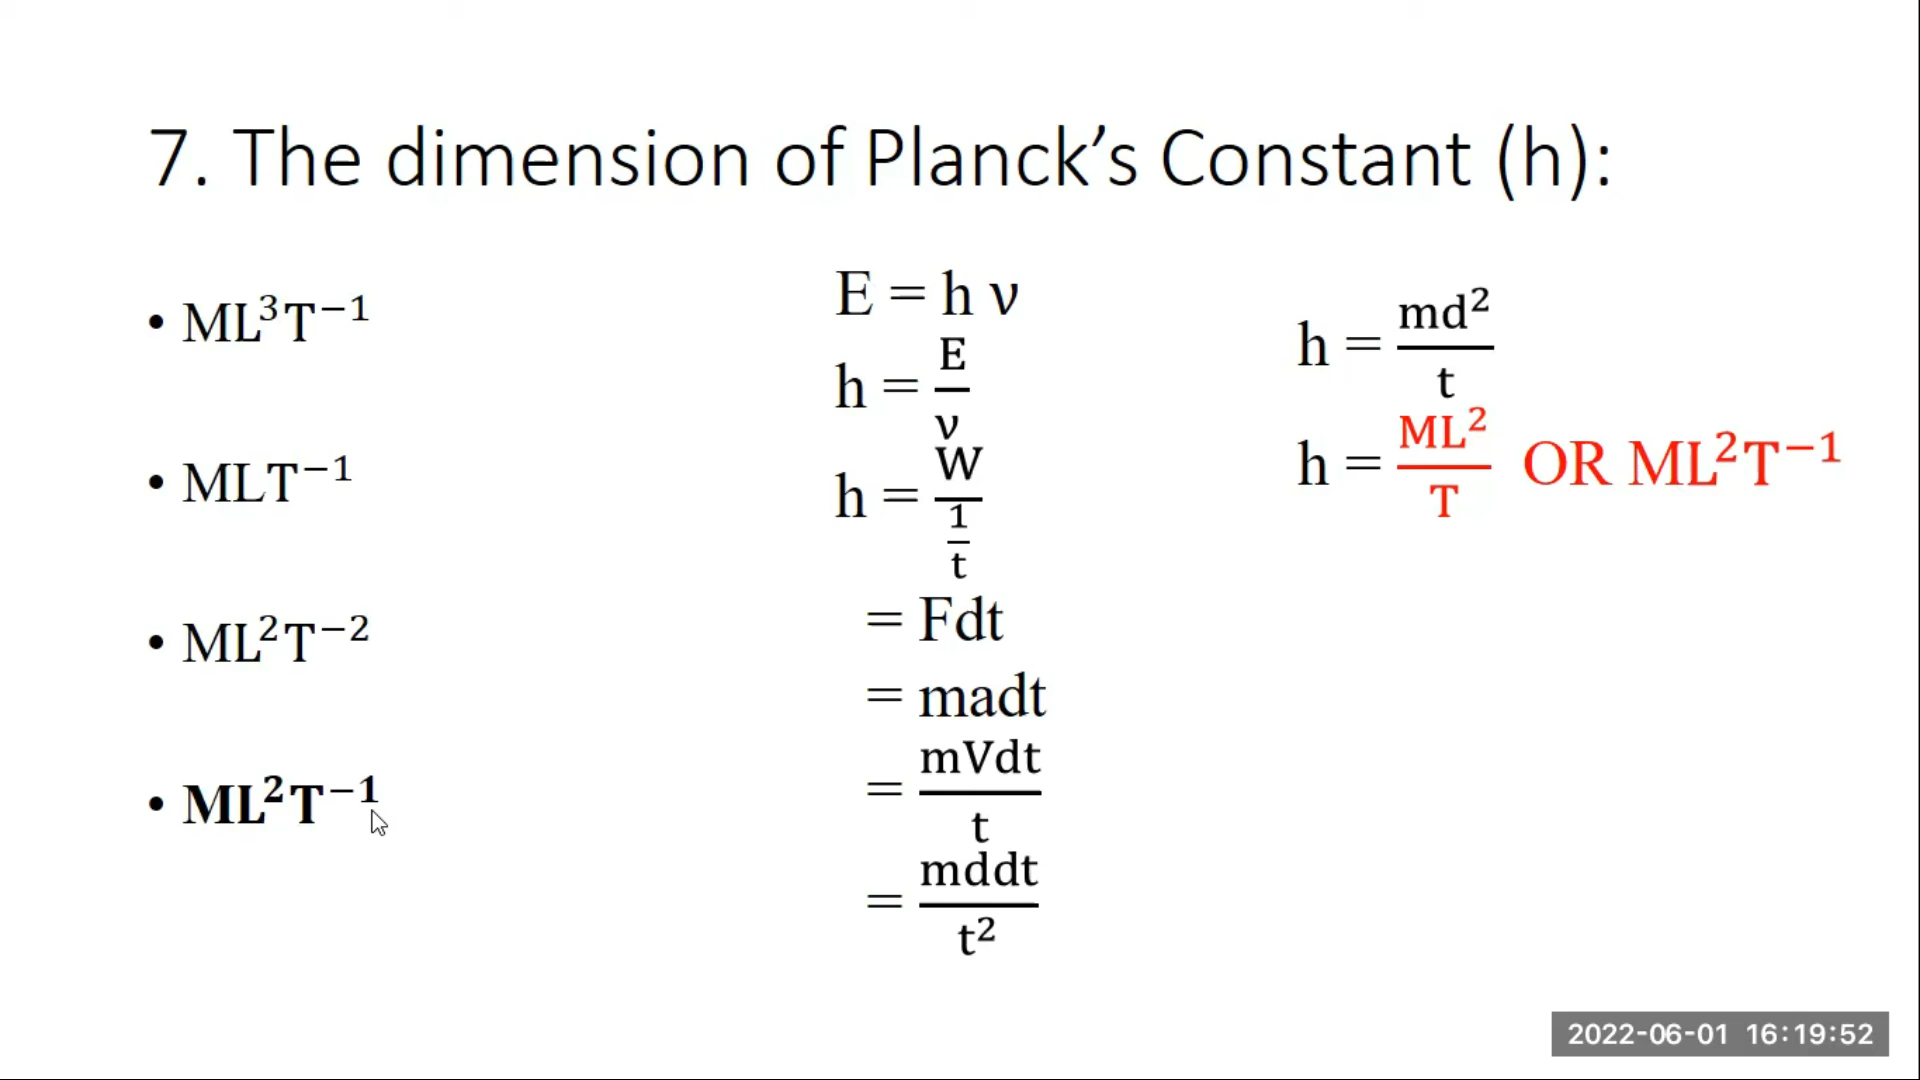 7. The dimension of Planck's Constant (h):
• ML³T⁻¹
• MLT⁻¹
• ML²T⁻²
• ML²T⁻¹
E = h ν
h = E/ν
h = W/(1/t)
= Fdt
= madt
= mVdt/t
= mddt/t²
h = md²/t
h = ML²/T OR ML²T⁻¹
2022-06-01 16:19:52